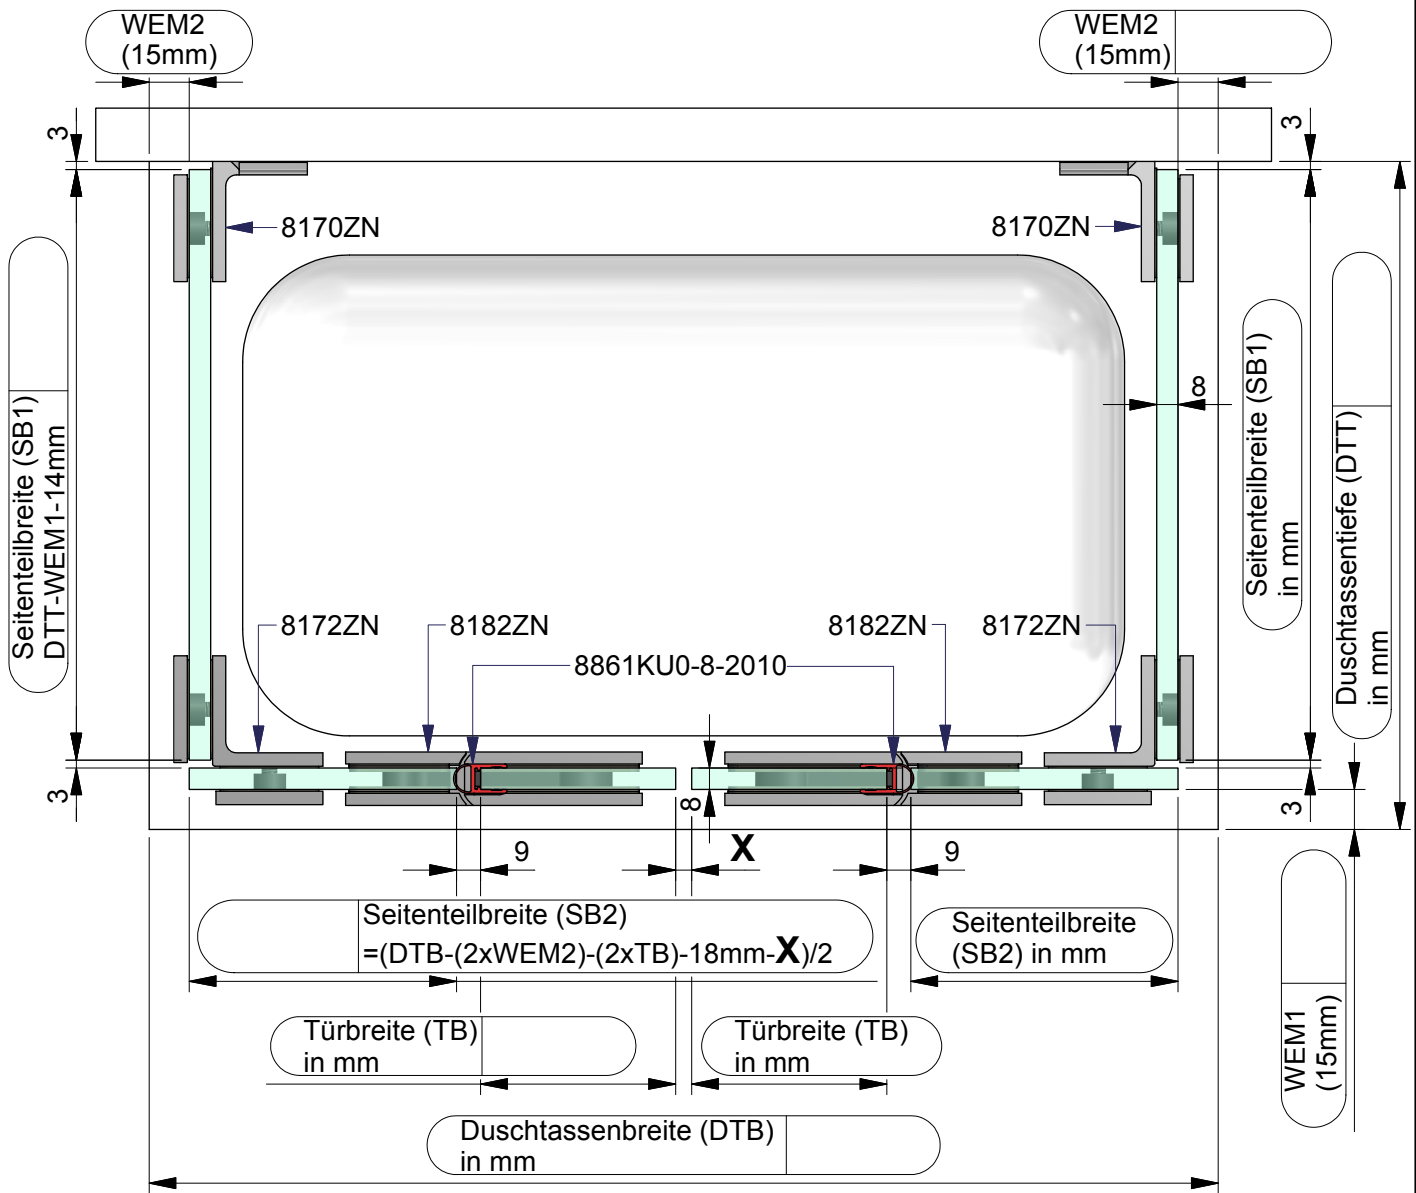 WEM2
(15mm)
WEM2
(15mm)
3
3
8170ZN
8170ZN
Seitenteilbreite (SB1)
DTT-WEM1-14mm
8
Seitenteilbreite (SB1)
in mm
Duschtassentiefe (DTT)
in mm
8172ZN
8182ZN
8182ZN
8172ZN
8861KU0-8-2010
3
8
3
9
X
9
Seitenteilbreite (SB2)
=(DTB-(2xWEM2)-(2xTB)-18mm-X)/2
Seitenteilbreite
(SB2) in mm
Türbreite (TB)
in mm
Türbreite (TB)
in mm
WEM1
(15mm)
Duschtassenbreite (DTB)
in mm